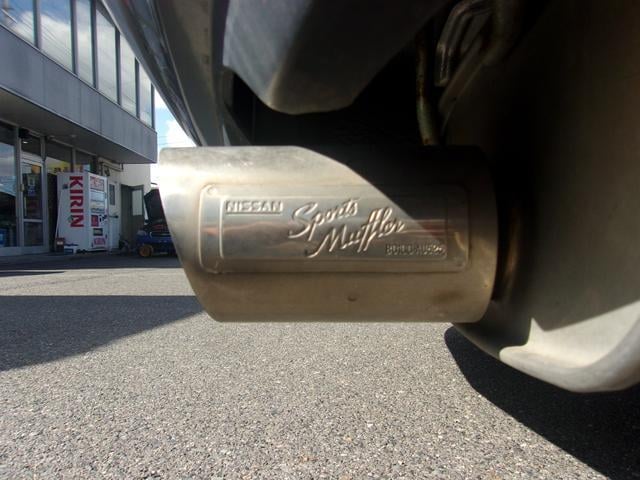 NISSAN
Sports
Muffler
KIRIN